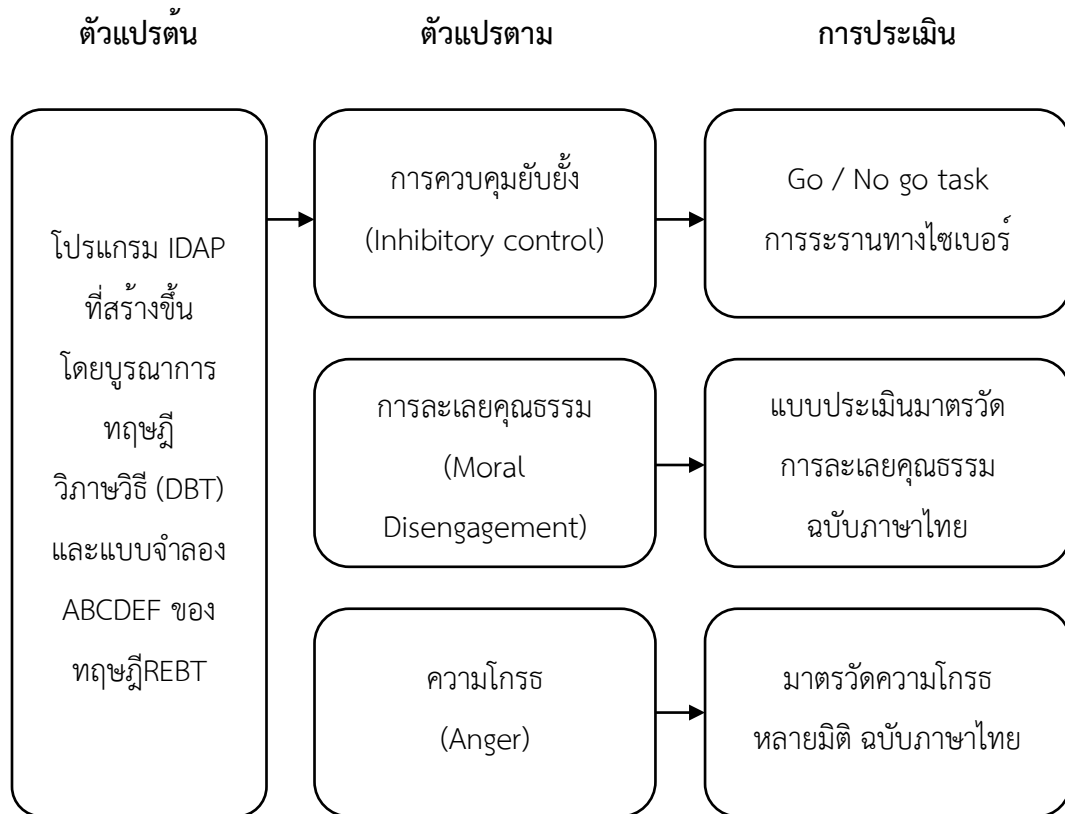 ตัวแปรต้น
ตัวแปรตาม
การประเมิน
โปรแกรม IDAP
ที่สร้างขึ้น
โดยบูรณาการ
ทฤษฎี
วิภาษวิธี (DBT)
และแบบจำลอง
ABCDEF ของ
ทฤษฎีREBT
การควบคุมยับยั้ง
(Inhibitory control)
Go / No go task
การระรานทางไซเบอร์
การละเลยคุณธรรม
(Moral
Disengagement)
แบบประเมินมาตรวัด
การละเลยคุณธรรม
ฉบับภาษาไทย
ความโกรธ
(Anger)
มาตรวัดความโกรธ
หลายมิติ ฉบับภาษาไทย